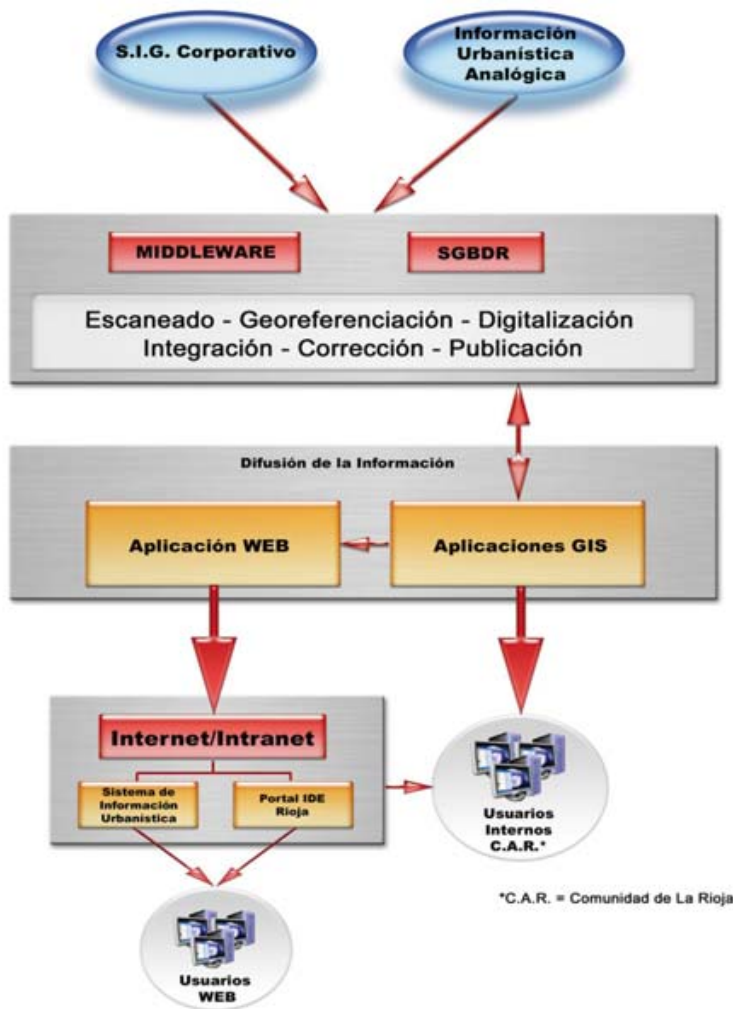 S.I.G. Corporativo
Información
Urbanística
Analógica
MIDDLEWARE
SGBDR
Escaneado - Georeferenciación - Digitalización
Integración - Corrección - Publicación
Difusión de la Información
Aplicación WEB
Aplicaciones GIS
Internet/Intranet
Sistema de
Información
Urbanística
Portal IDE
Rioja
Usuarios
Internos
C.A.R.*
*C.A.R. = Comunidad de La Rioja
Usuarios
WEB